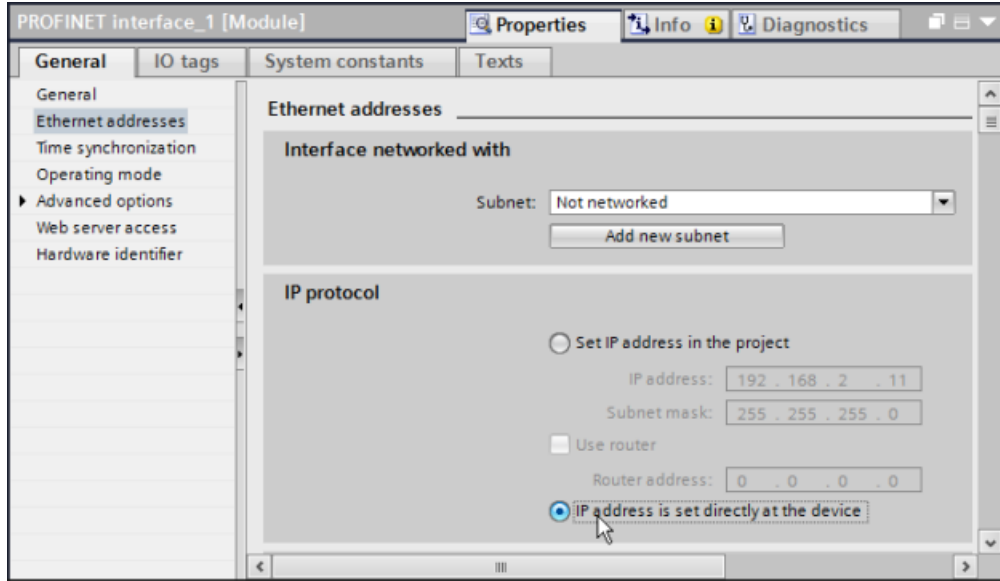 PROFINET interface_1 [Module]
Properties
Info
Diagnostics
General
IO tags
System constants
Texts
General
Ethernet addresses
Time synchronization
Operating mode
Advanced options
Web server access
Hardware identifier
Ethernet addresses
Interface networked with
Subnet: Not networked
Add new subnet
IP protocol
Set IP address in the project
IP address: 192 . 168 . 2 . 11
Subnet mask: 255 . 255 . 255 . 0
Use router
Router address: 0 . 0 . 0 . 0
IP address is set directly at the device